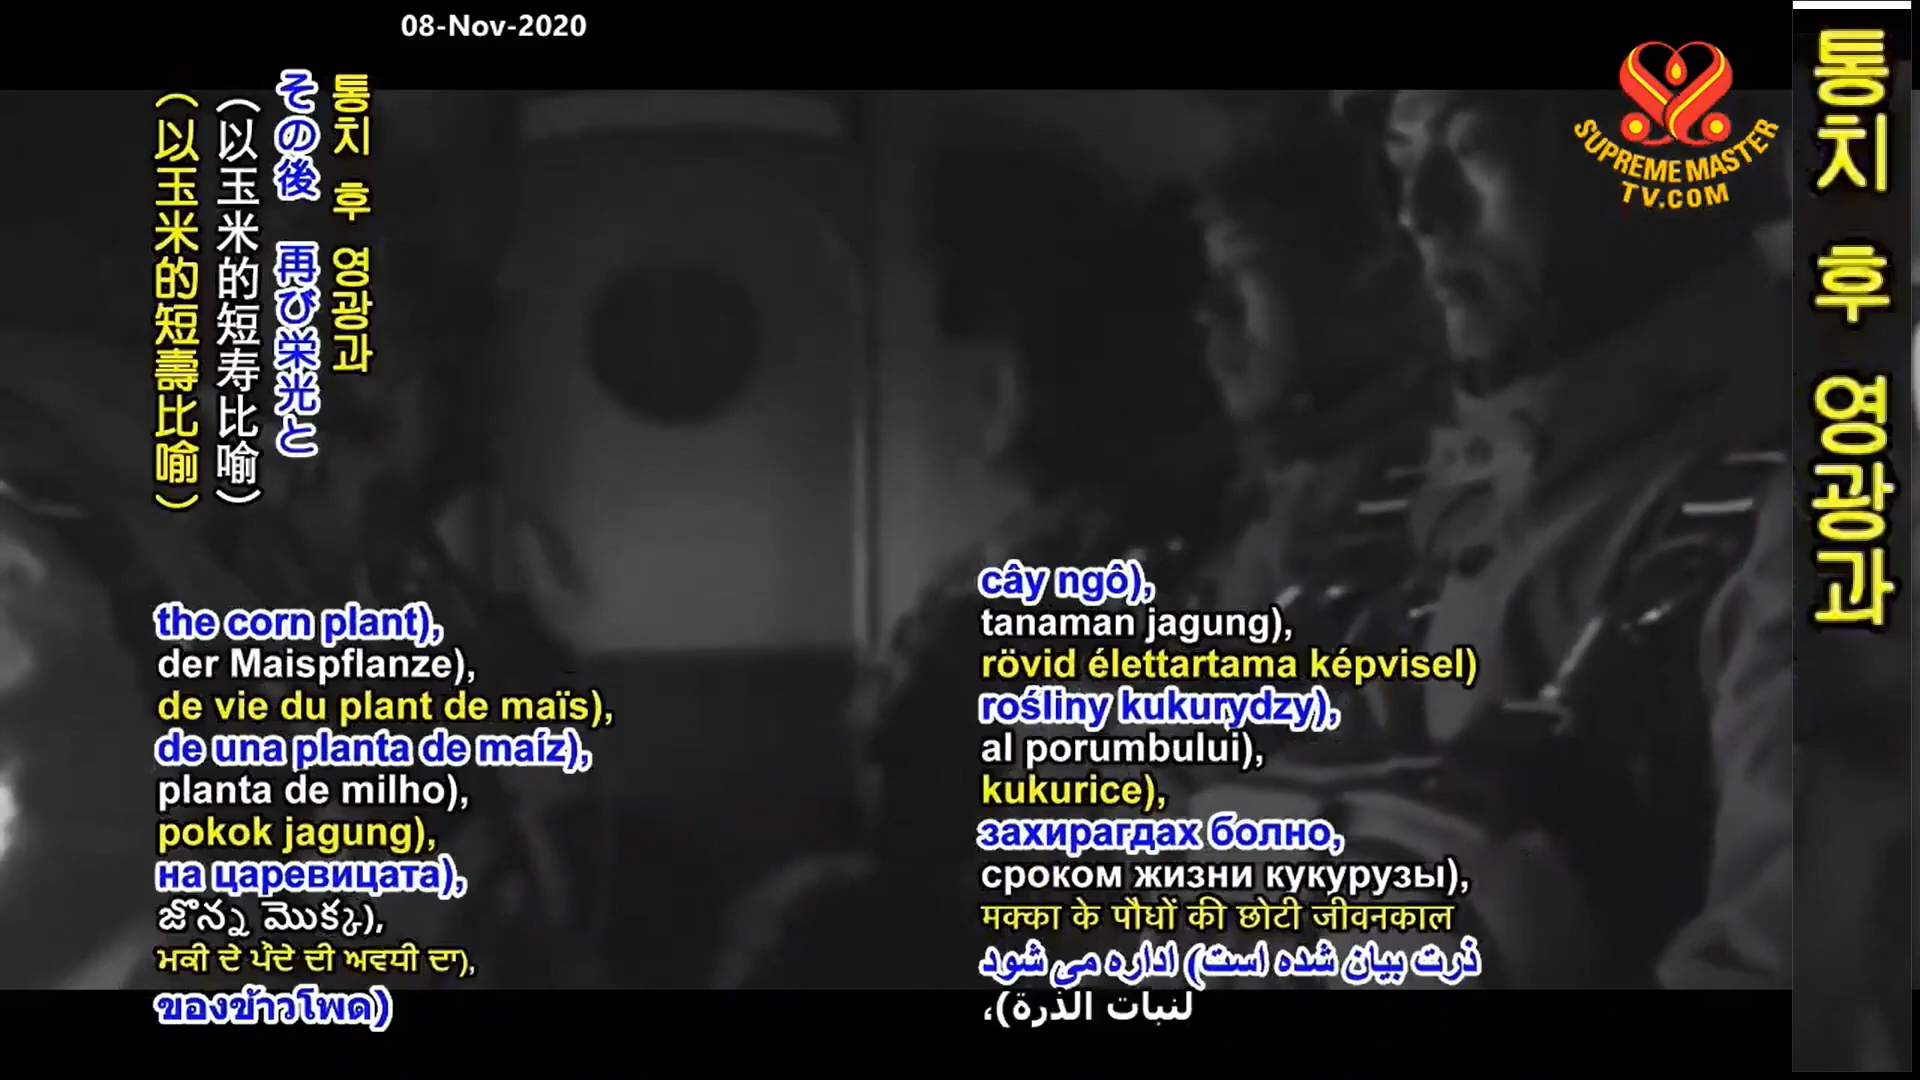 08-Nov-2020
SUPREME MASTER
TV.COM
통치 후 영광과
その後 再び栄光と
(以玉米的短寿比喻)
(以玉米的短壽比喻)
통치 후 영광과
the corn plant),
der Maispflanze),
de vie du plant de maïs),
de una planta de maíz),
planta de milho),
pokok jagung),
на царевицата),
జొన్న మొక్క),
ਮਕੀ ਦੇ ਪੌਦੇ ਦੀ ਅਵਧੀ ਦਾ),
ของข้าวโพด)
cây ngô),
tanaman jagung),
rövid élettartama képvisel)
rośliny kukurydzy),
al porumbului),
kukurice),
захирагдах болно,
сроком жизни кукурузы),
मक्का के पौधों की छोटी जीवनकाल
ذرت بیان شده است) اداره می شود
لنبات الذرة)،